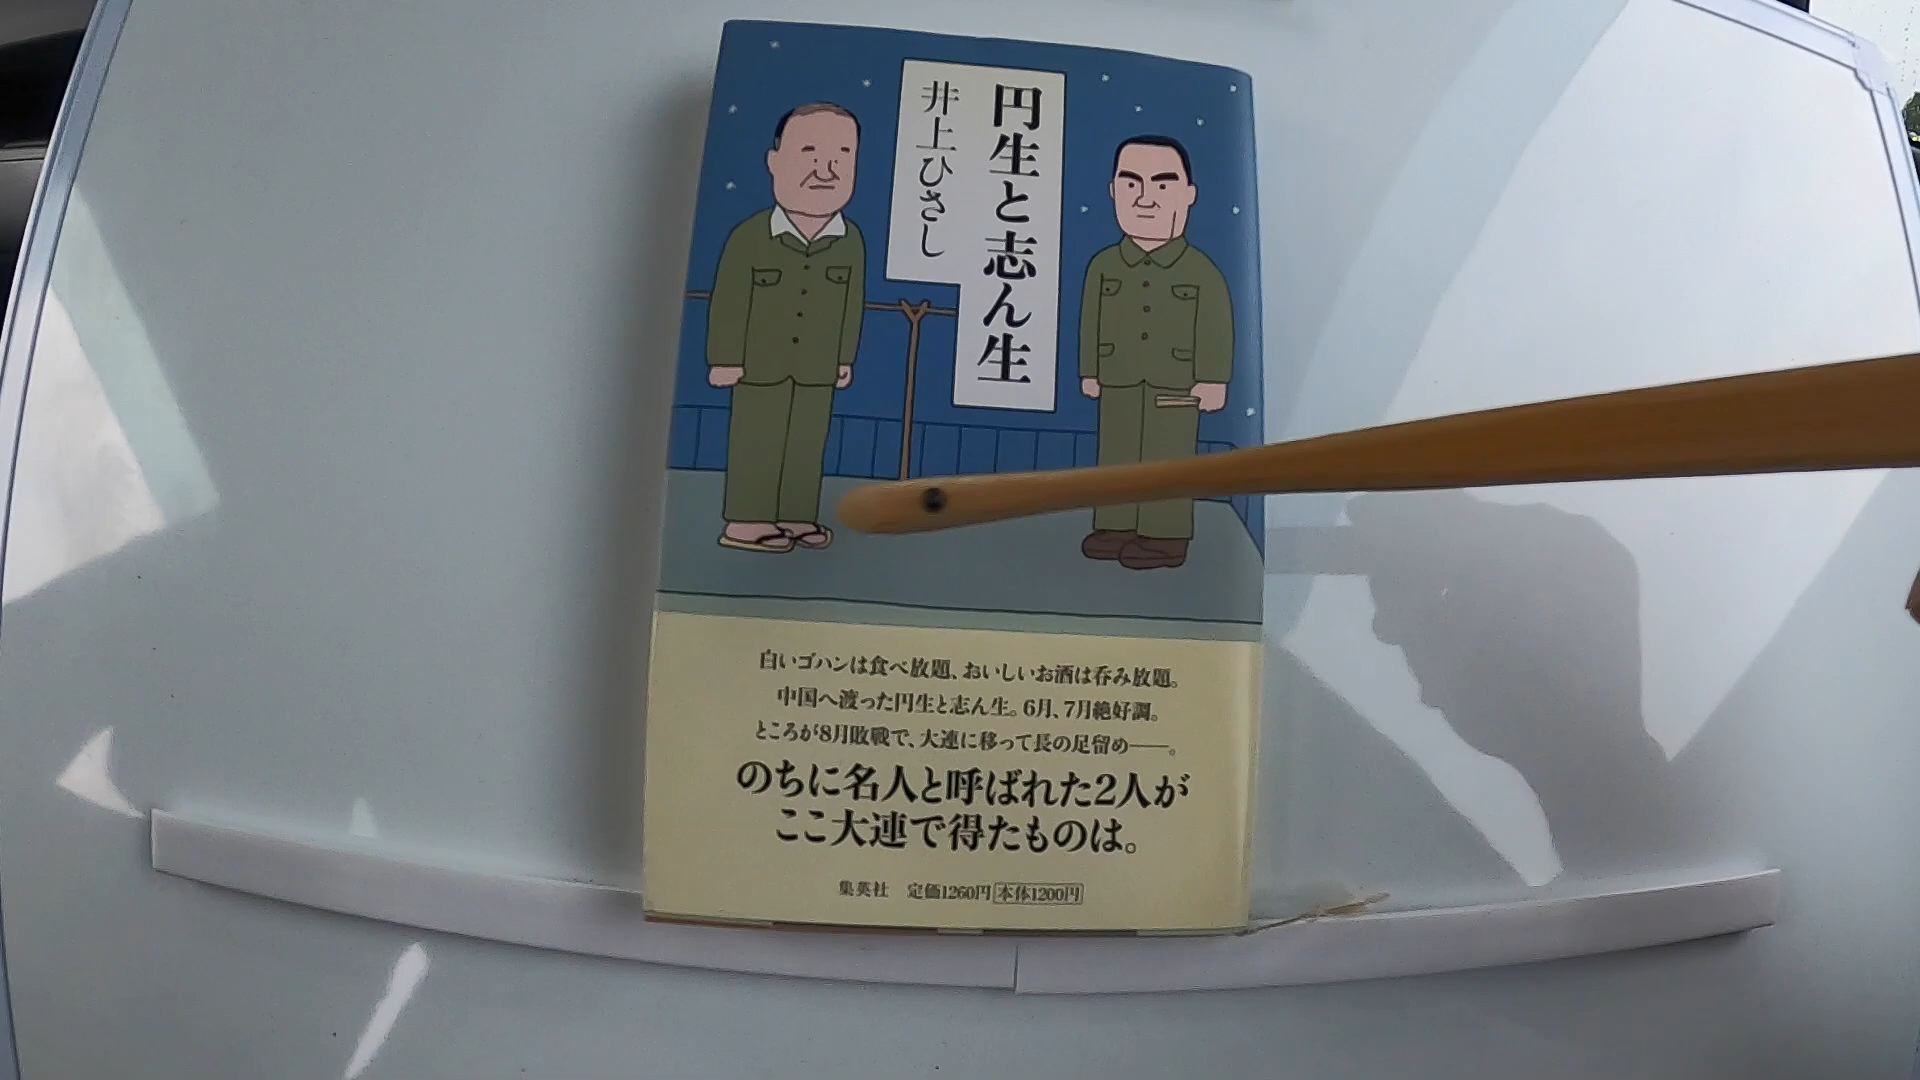 円生と志ん生
井上ひさし
白いゴハンは食べ放題、おいしいお酒は呑み放題。
中国へ渡った円生と志ん生。6月、7月絶好調。
ところが8月敗戦で、大連に移って長の足留め——。
のちに名人と呼ばれた2人が
ここ大連で得たものは。
集英社 定価1260円 本体1200円